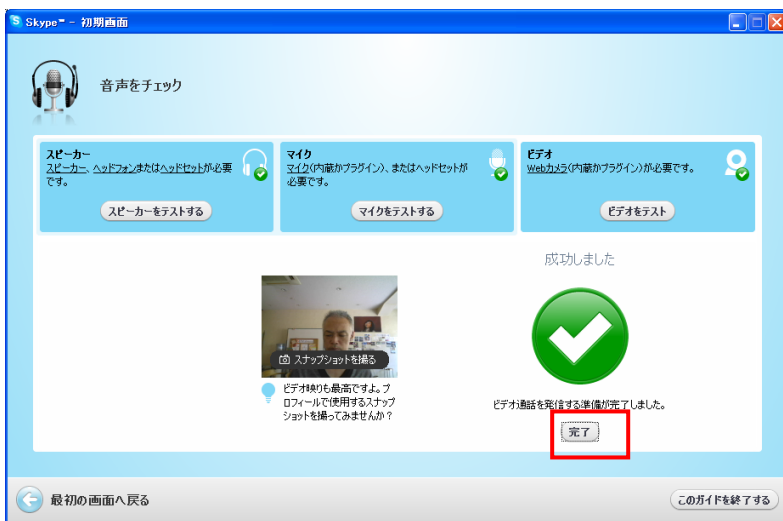 Skype™ - 初期画面
音声をチェック
スピーカー
スピーカー、ヘッドフォンまたはヘッドセットが必要
です。
スピーカーをテストする
マイク
マイク(内蔵かプラグイン)、またはヘッドセットが
必要です。
マイクをテストする
ビデオ
Webカメラ(内蔵かプラグイン)が必要です。
ビデオをテスト
スナップショットを撮る
ビデオ映りも最高ですよ。プ
ロフィールで使用するスナップ
ショットを撮ってみませんか？
成功しました
ビデオ通話を発信する準備が完了しました。
完了
最初の画面へ戻る
このガイドを終了する